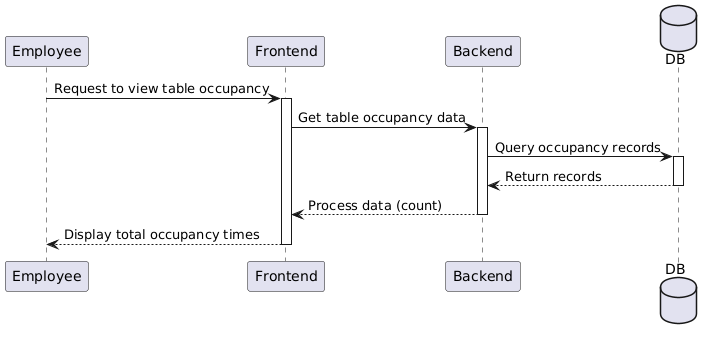 DB
Employee
Frontend
Backend
Request to view table occupancy
Get table occupancy data
Query occupancy records
Return records
Process data (count)
Display total occupancy times
DB
Employee
Frontend
Backend